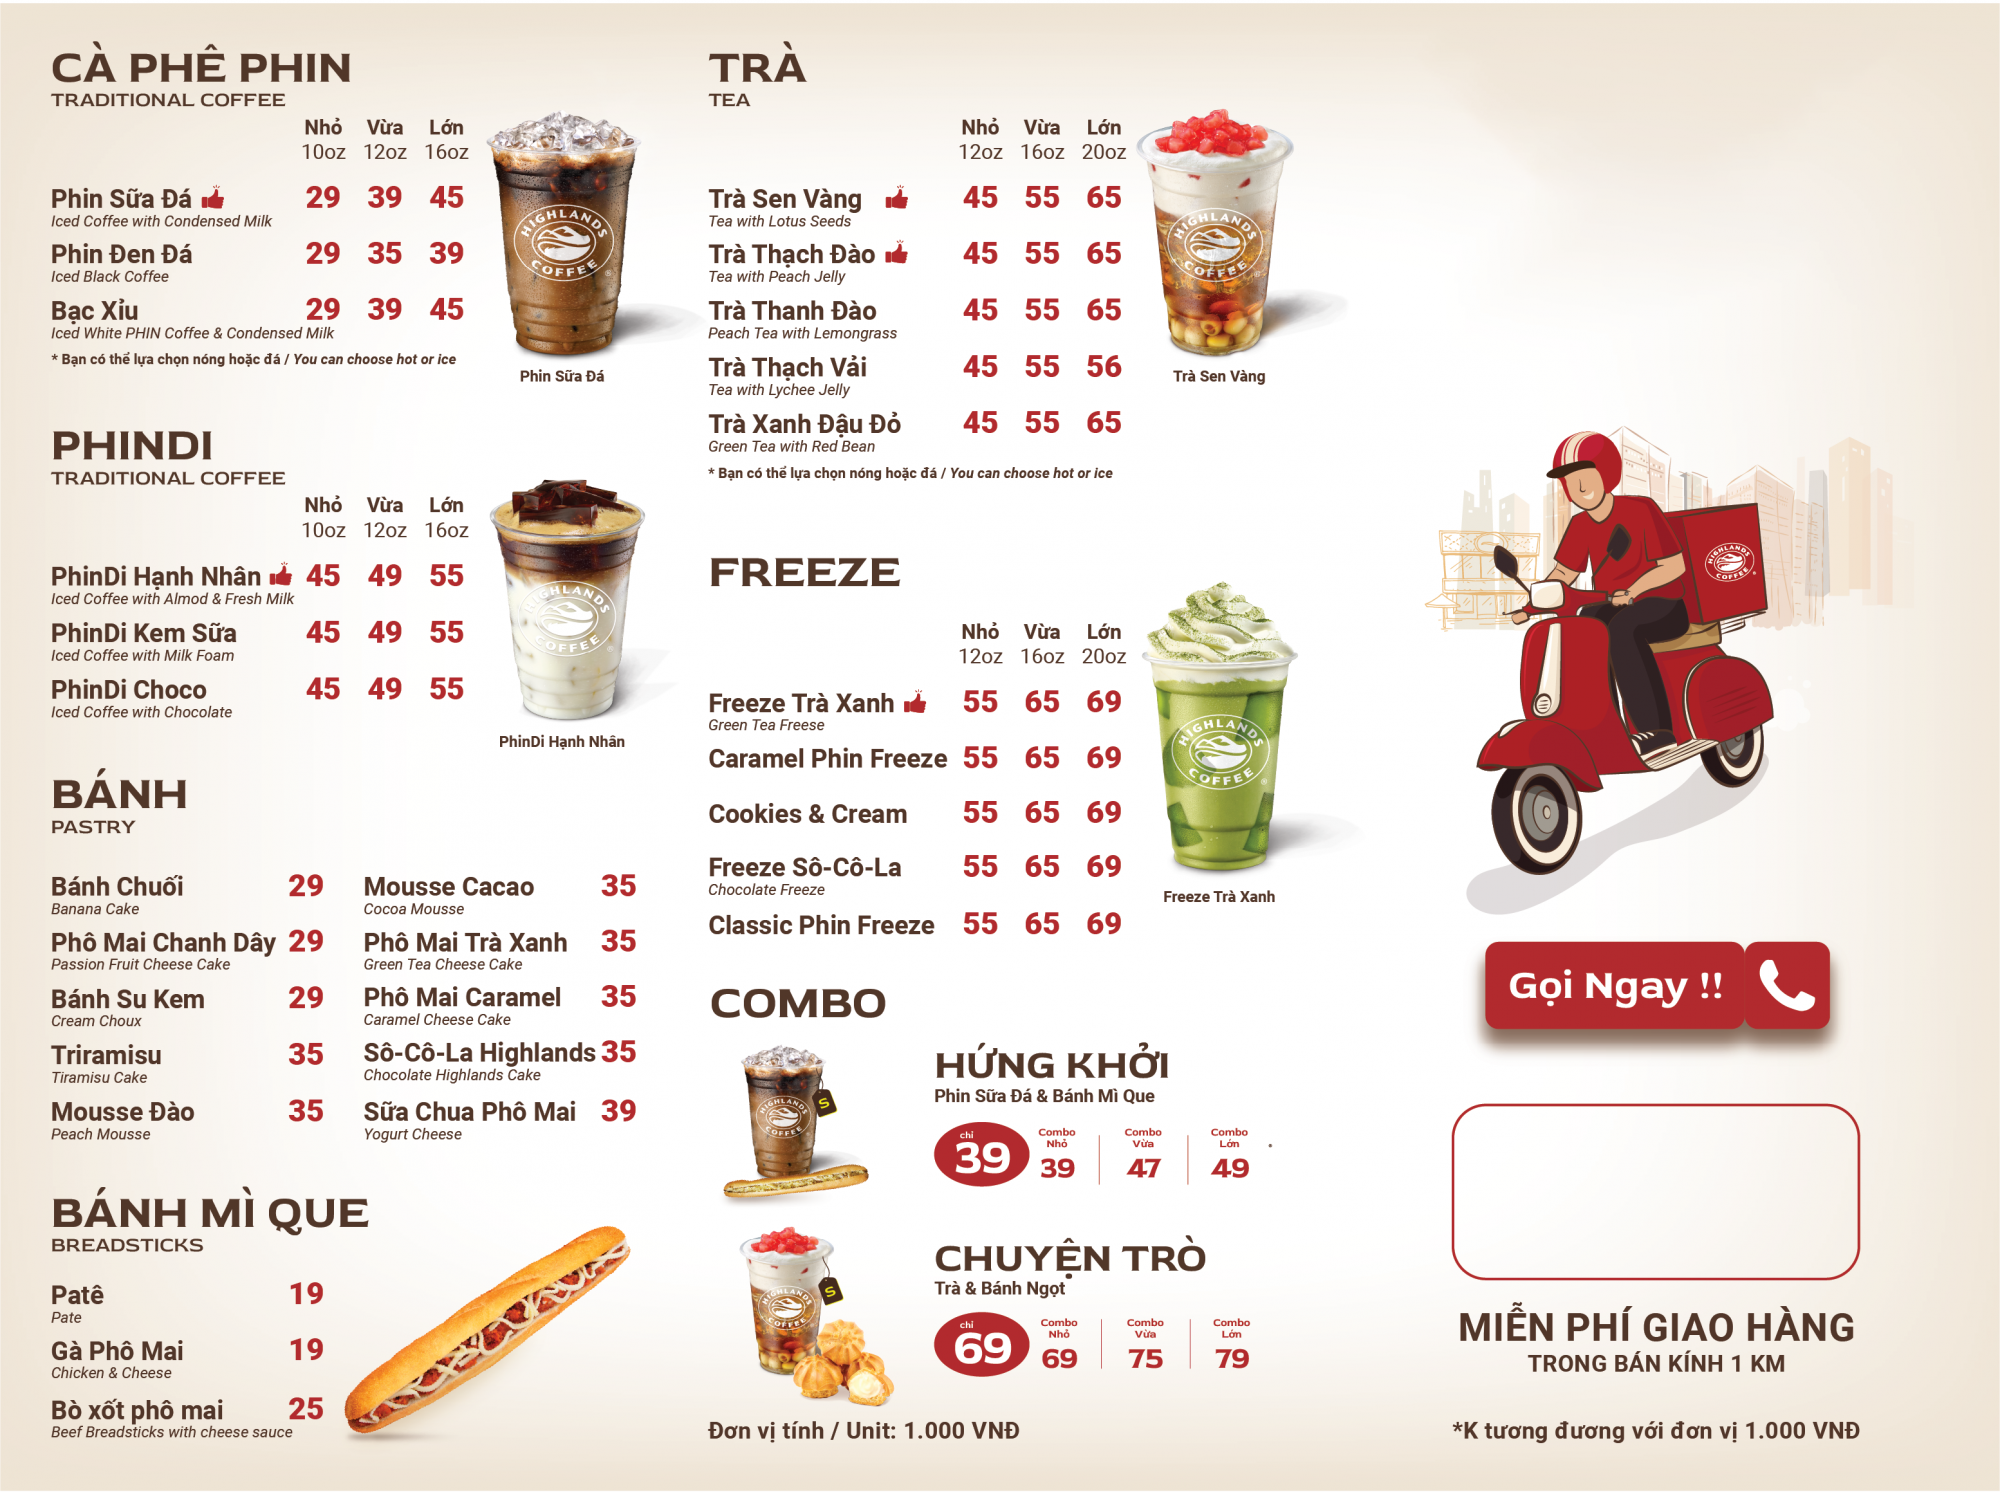 CÀ PHÊ PHIN
TRADITIONAL COFFEE
Nhỏ Vừa Lớn
10oz 12oz 16oz
Phin Sữa Đá 29 39 45
Iced Coffee with Condensed Milk
Phin Đen Đá 29 35 39
Iced Black Coffee
Bạc Xỉu 29 39 45
Iced White PHIN Coffee & Condensed Milk
* Bạn có thể lựa chọn nóng hoặc đá / You can choose hot or ice
HIGHLANDS COFFEE ®
Phin Sữa Đá
PHINDI
TRADITIONAL COFFEE
Nhỏ Vừa Lớn
10oz 12oz 16oz
PhinDi Hạnh Nhân 45 49 55
Iced Coffee with Almod & Fresh Milk
PhinDi Kem Sữa 45 49 55
Iced Coffee with Milk Foam
PhinDi Choco 45 49 55
Iced Coffee with Chocolate
HIGHLANDS COFFEE ®
PhinDi Hạnh Nhân
BÁNH
PASTRY
Bánh Chuối 29
Banana Cake
Phô Mai Chanh Dây 29
Passion Fruit Cheese Cake
Bánh Su Kem 29
Cream Choux
Triramisu 35
Tiramisu Cake
Mousse Đào 35
Peach Mousse
Mousse Cacao 35
Cocoa Mousse
Phô Mai Trà Xanh 35
Green Tea Cheese Cake
Phô Mai Caramel 35
Caramel Cheese Cake
Sô-Cô-La Highlands 35
Chocolate Highlands Cake
Sữa Chua Phô Mai 39
Yogurt Cheese
BÁNH MÌ QUE
BREADSTICKS
Patê 19
Pate
Gà Phô Mai 19
Chicken & Cheese
Bò xốt phô mai 25
Beef Breadsticks with cheese sauce
TRÀ
TEA
Nhỏ Vừa Lớn
12oz 16oz 20oz
Trà Sen Vàng 45 55 65
Tea with Lotus Seeds
Trà Thạch Đào 45 55 65
Tea with Peach Jelly
Trà Thanh Đào 45 55 65
Peach Tea with Lemongrass
Trà Thạch Vải 45 55 56
Tea with Lychee Jelly
Trà Xanh Đậu Đỏ 45 55 65
Green Tea with Red Bean
* Bạn có thể lựa chọn nóng hoặc đá / You can choose hot or ice
HIGHLANDS COFFEE
Trà Sen Vàng
FREEZE
Nhỏ Vừa Lớn
12oz 16oz 20oz
Freeze Trà Xanh 55 65 69
Green Tea Freese
Caramel Phin Freeze 55 65 69
Cookies & Cream 55 65 69
Freeze Sô-Cô-La 55 65 69
Chocolate Freeze
Classic Phin Freeze 55 65 69
HIGHLANDS COFFEE ®
Freeze Trà Xanh
COMBO
HIGHLANDS COFFEE
S
HỨNG KHỞI
Phin Sữa Đá & Bánh Mì Que
chỉ
39
Combo Nhỏ 39
Combo Vừa 47
Combo Lớn 49
HIGHLANDS COFFEE
S
CHUYỆN TRÒ
Trà & Bánh Ngọt
chỉ
69
Combo Nhỏ 69
Combo Vừa 75
Combo Lớn 79
Đơn vị tính / Unit: 1.000 VNĐ
HIGHLANDS COFFEE
Gọi Ngay !!
MIỄN PHÍ GIAO HÀNG
TRONG BÁN KÍNH 1 KM
*K tương đương với đơn vị 1.000 VNĐ